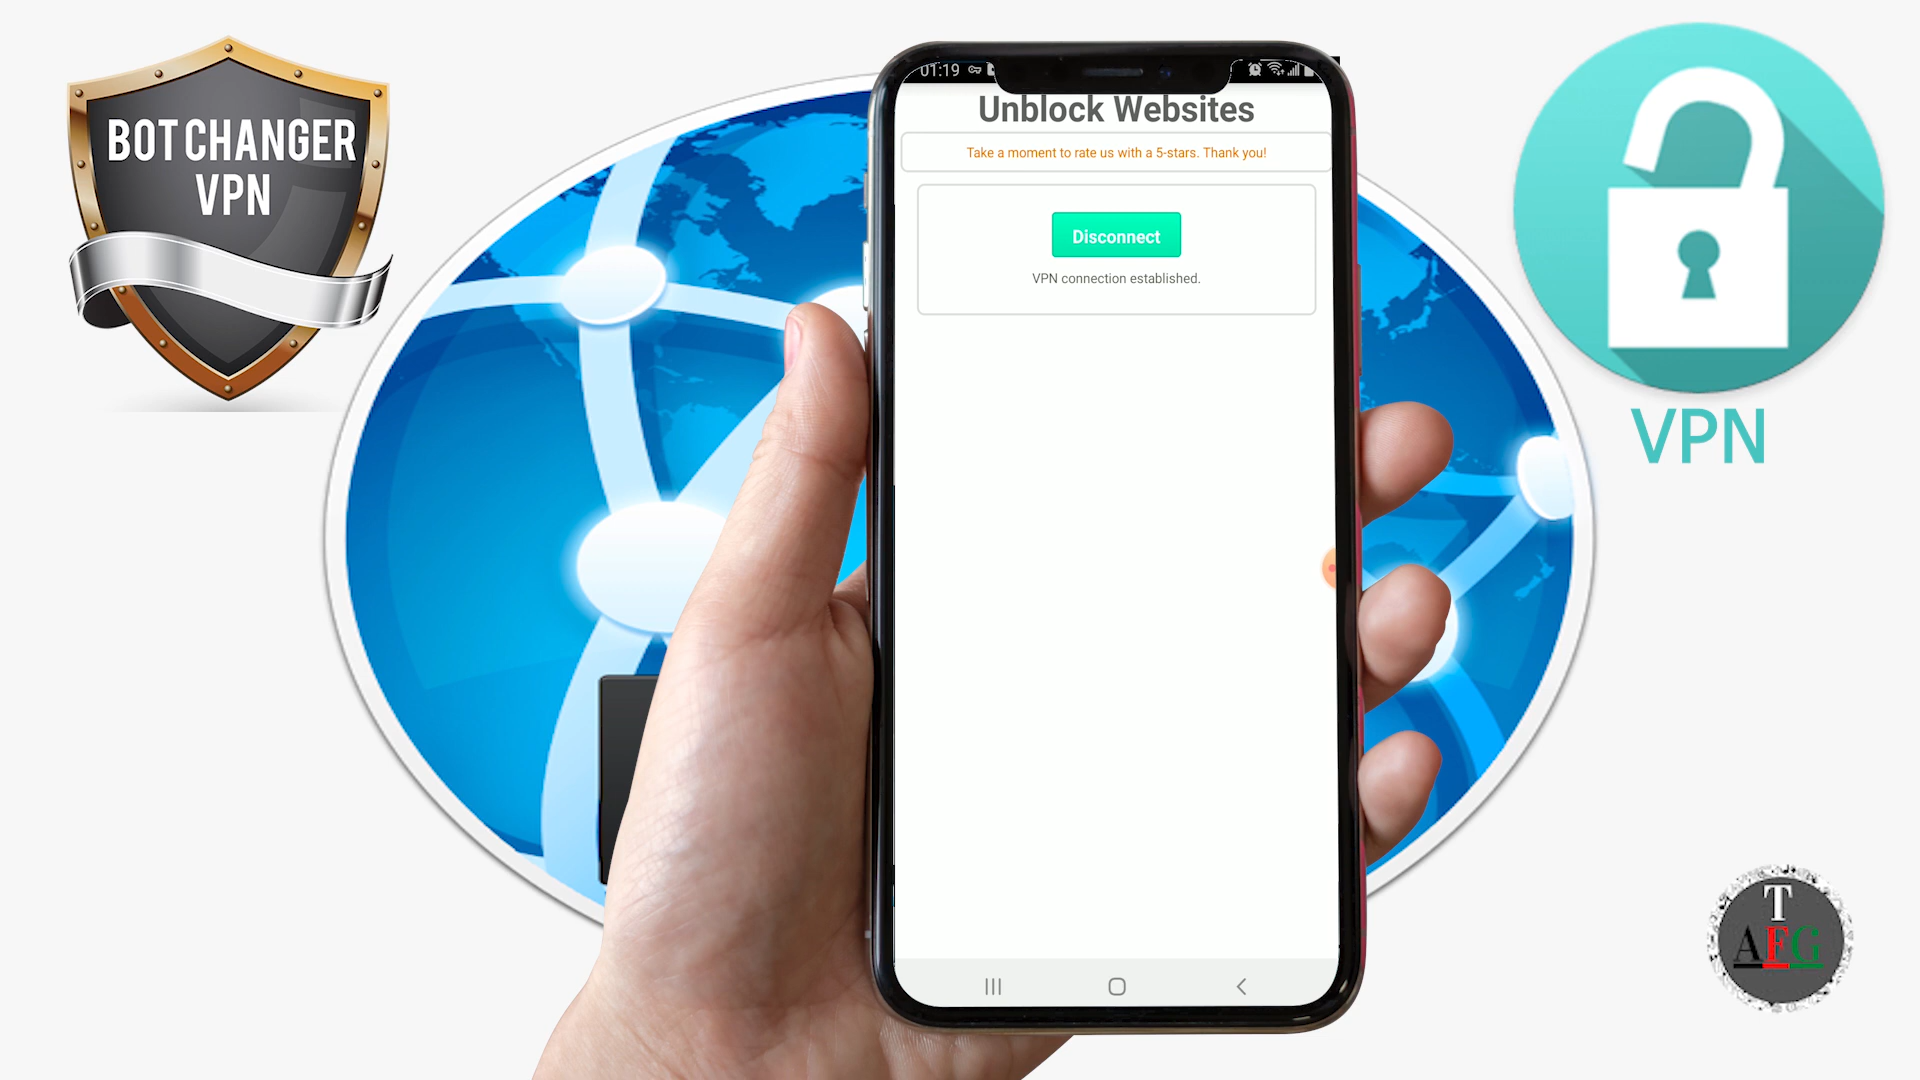 BOT CHANGER
VPN
01:19
Unblock Websites
Take a moment to rate us with a 5-stars. Thank you!
Disconnect
VPN connection established.
VPN
T
AFG